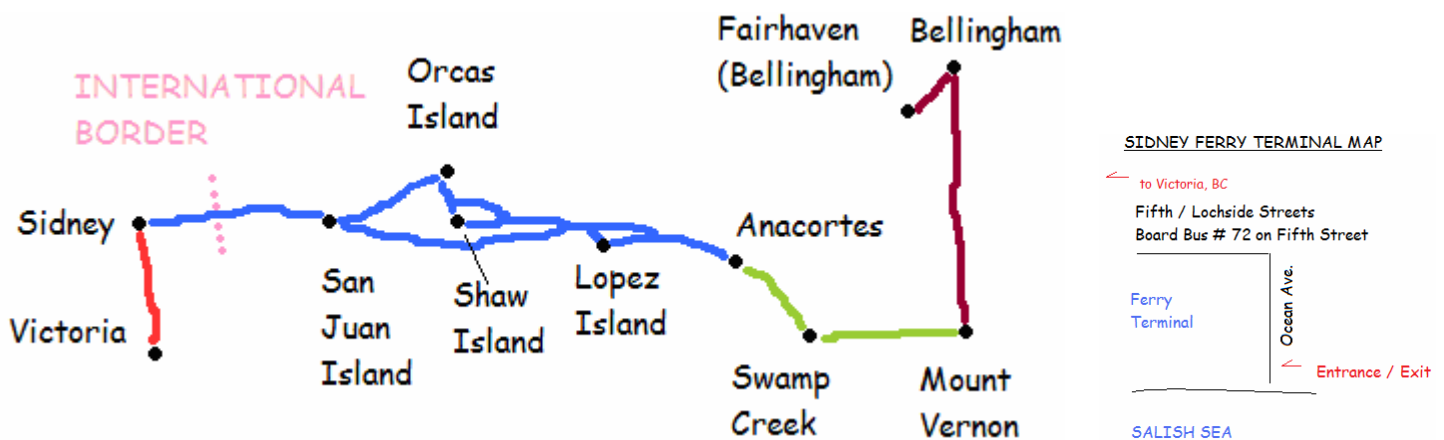 Fairhaven
(Bellingham)
Bellingham
Orcas
Island
INTERNATIONAL
BORDER
Sidney
Victoria
San
Juan
Island
Shaw
Island
Lopez
Island
Anacortes
Swamp
Creek
Mount
Vernon
SIDNEY FERRY TERMINAL MAP
to Victoria, BC
Fifth / Lochside Streets
Board Bus # 72 on Fifth Street
Ferry
Terminal
Ocean Ave.
Entrance / Exit
SALISH SEA